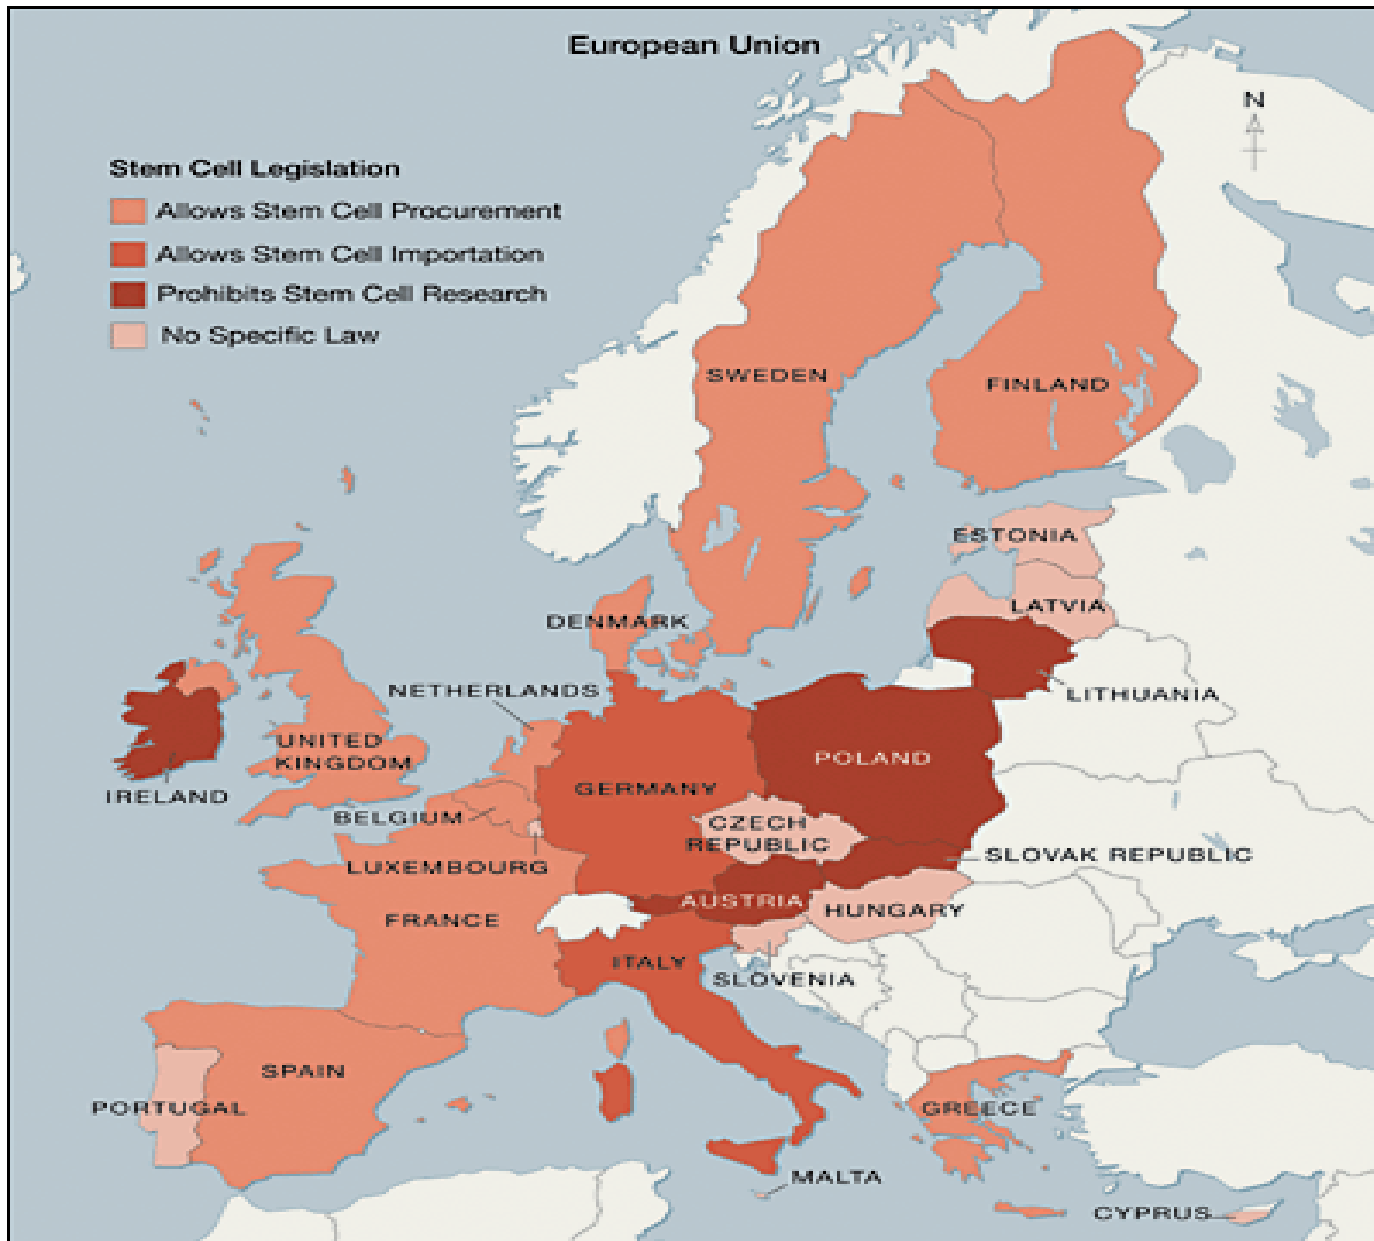 European Union
N
Stem Cell Legislation
Allows Stem Cell Procurement
Allows Stem Cell Importation
Prohibits Stem Cell Research
No Specific Law
SWEDEN
FINLAND
ESTONIA
LATVIA
DENMARK
NETHERLANDS
LITHUANIA
UNITED
KINGDOM
POLAND
IRELAND
GERMANY
BELGIUM
CZECH
REPUBLIC
LUXEMBOURG
SLOVAK REPUBLIC
AUSTRIA
HUNGARY
FRANCE
ITALY
SLOVENIA
SPAIN
PORTUGAL
GREECE
MALTA
CYPRUS